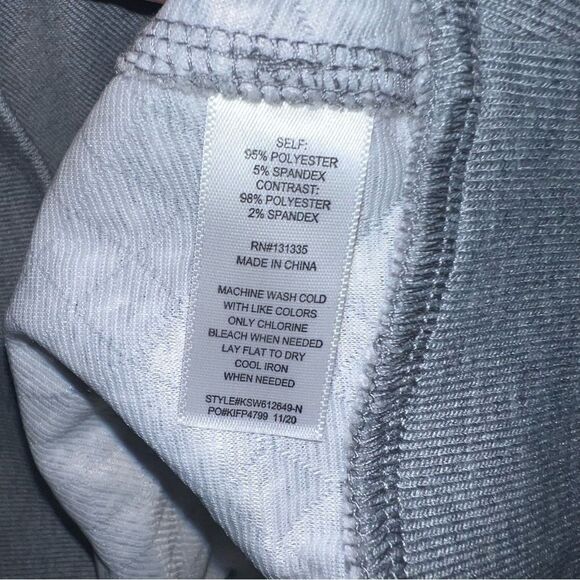 SELF:
95% POLYESTER
5% SPANDEX
CONTRAST:
98% POLYESTER
2% SPANDEX
RN#131335
MADE IN CHINA
MACHINE WASH COLD
WITH LIKE COLORS
ONLY CHLORINE
BLEACH WHEN NEEDED
LAY FLAT TO DRY
COOL IRON
WHEN NEEDED
STYLE#KSW612649-N
PO#KIFP4799 11/20